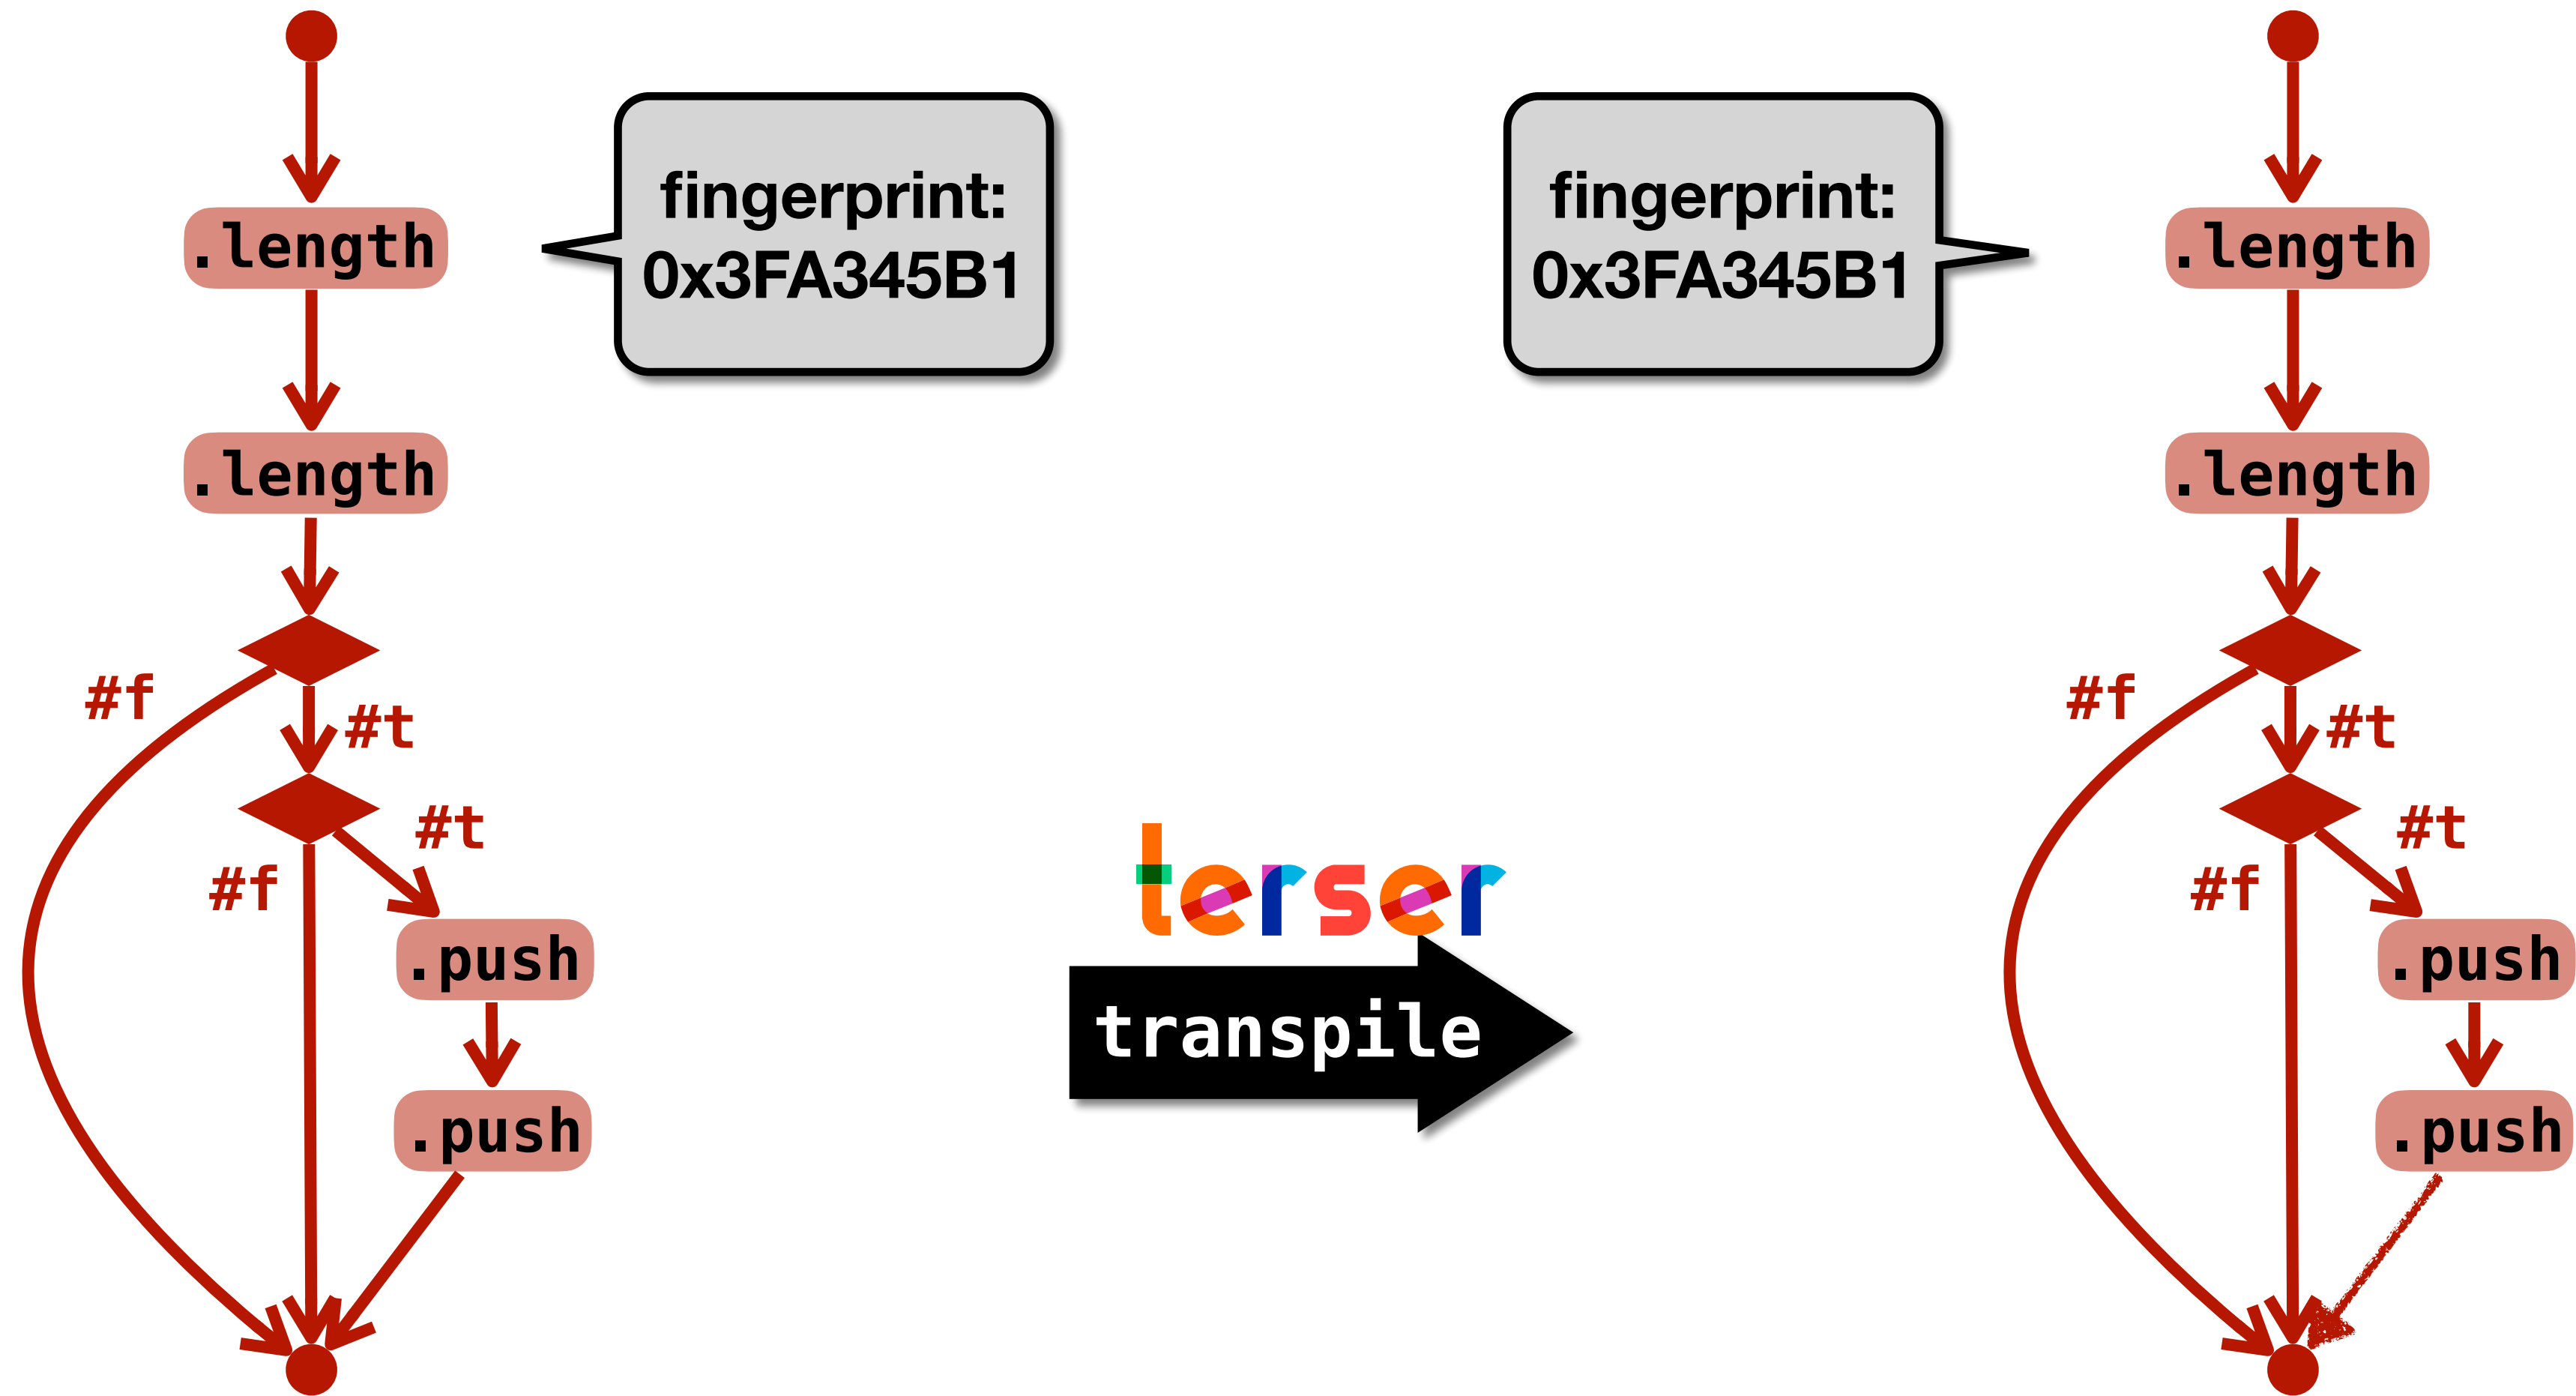 .length
fingerprint:
0x3FA345B1
.length
#f
#t
#t
#f
.push
.push
terser
transpile
fingerprint:
0x3FA345B1
.length
.length
#f
#t
#t
#f
.push
.push